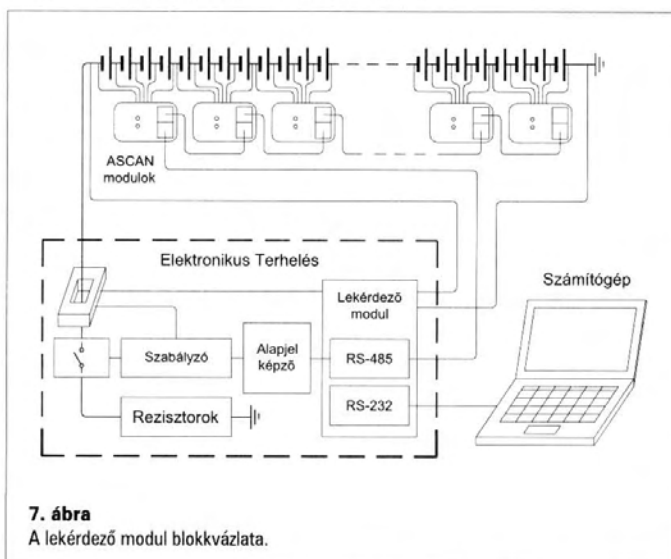 ASCAN
modulok
Elektronikus Terhelés
Számítógép
Lekérdező
modul
Szabályzó
Alapjel
képző
RS-485
RS-232
Rezisztorok
7. ábra
A lekérdező modul blokkvázlata.